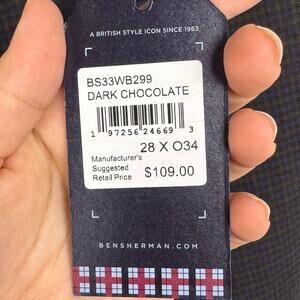 A BRITISH STYLE ICON SINCE 1963
BS33WB299
DARK CHOCOLATE
1 97256 24669 3
28 X O34
Manufacturer's
Suggested
Retail Price
$109.00
BENSHERMAN.COM